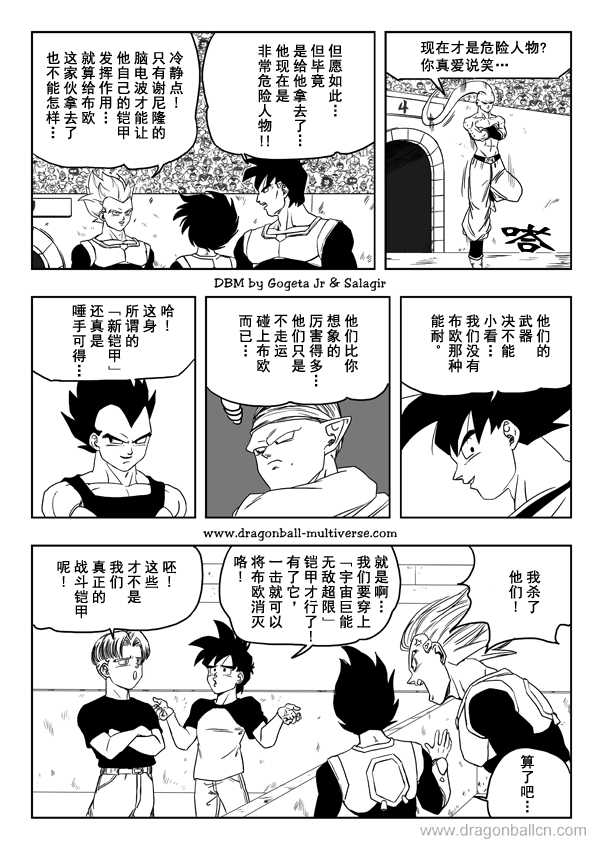 冷静点！
只有谢尼隆的
脑电波才能让
他自己的铠甲
发挥作用…
就算给布欧
这家伙拿去了
也不能怎样…
但愿如此…
但毕竟
是给他拿去了…
他现在是
非常危险人物!!
现在才是危险人物?
你真爱说笑…
4
嗒
DBM by Gogeta Jr & Salagir
哈！
这身
所谓的
「新铠甲」
还真是
唾手可得…
他们比你
想象的
厉害得多…
他们只是
不走运
碰上布欧
而已…
他们的
武器
决不能
小看…
我们没有
布欧那种
能耐。
www.dragonball-multiverse.com
呸！
这些
才不是
我们
真正的
战斗铠甲
呢！
就是啊…
我们要穿上
「宇宙巨能
无敌超限」
铠甲才行了！
有了它，
一击就可以
将布欧消灭
咯！
我杀了
他们！
算了吧…
www.dragonballcn.com